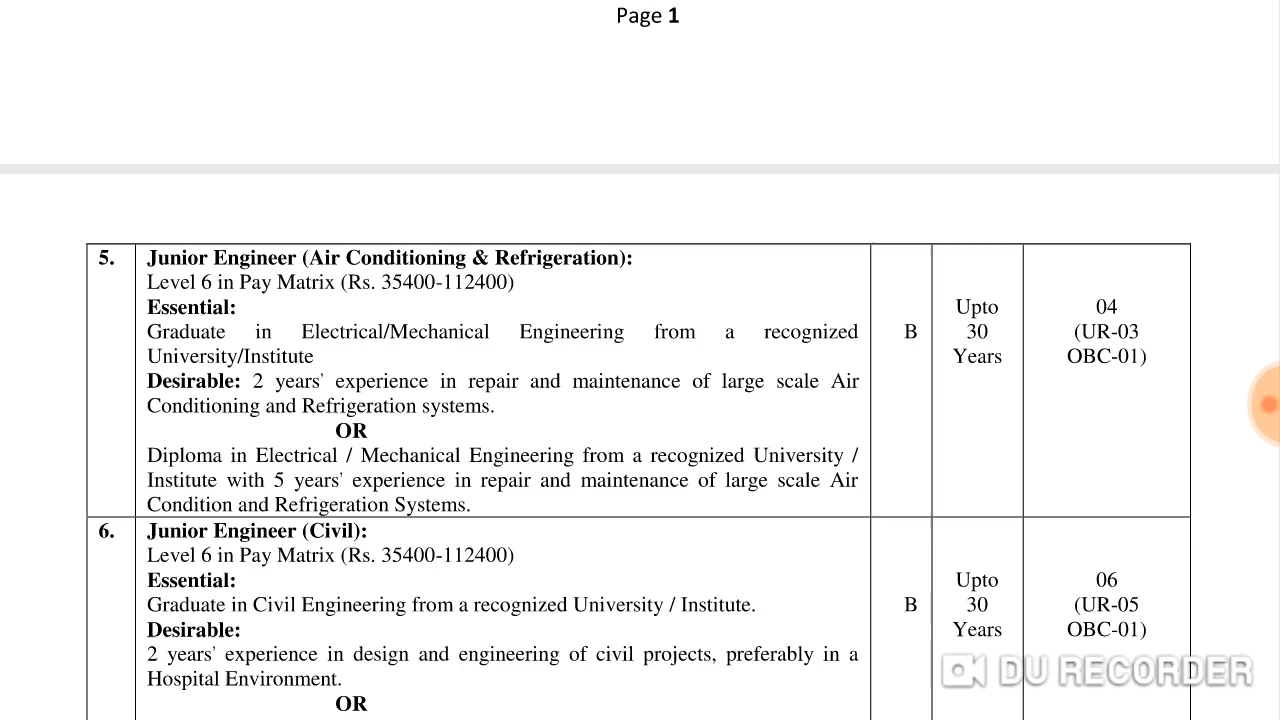 Page 1
5.
Junior Engineer (Air Conditioning & Refrigeration):
Level 6 in Pay Matrix (Rs. 35400-112400)
Essential:
Graduate in Electrical/Mechanical Engineering from a recognized
University/Institute
Desirable: 2 years' experience in repair and maintenance of large scale Air
Conditioning and Refrigeration systems.
OR
Diploma in Electrical / Mechanical Engineering from a recognized University /
Institute with 5 years' experience in repair and maintenance of large scale Air
Condition and Refrigeration Systems.
B
Upto
30
Years
04
(UR-03
OBC-01)
6.
Junior Engineer (Civil):
Level 6 in Pay Matrix (Rs. 35400-112400)
Essential:
Graduate in Civil Engineering from a recognized University / Institute.
Desirable:
2 years' experience in design and engineering of civil projects, preferably in a
Hospital Environment.
OR
B
Upto
30
Years
06
(UR-05
OBC-01)
DU RECORDER